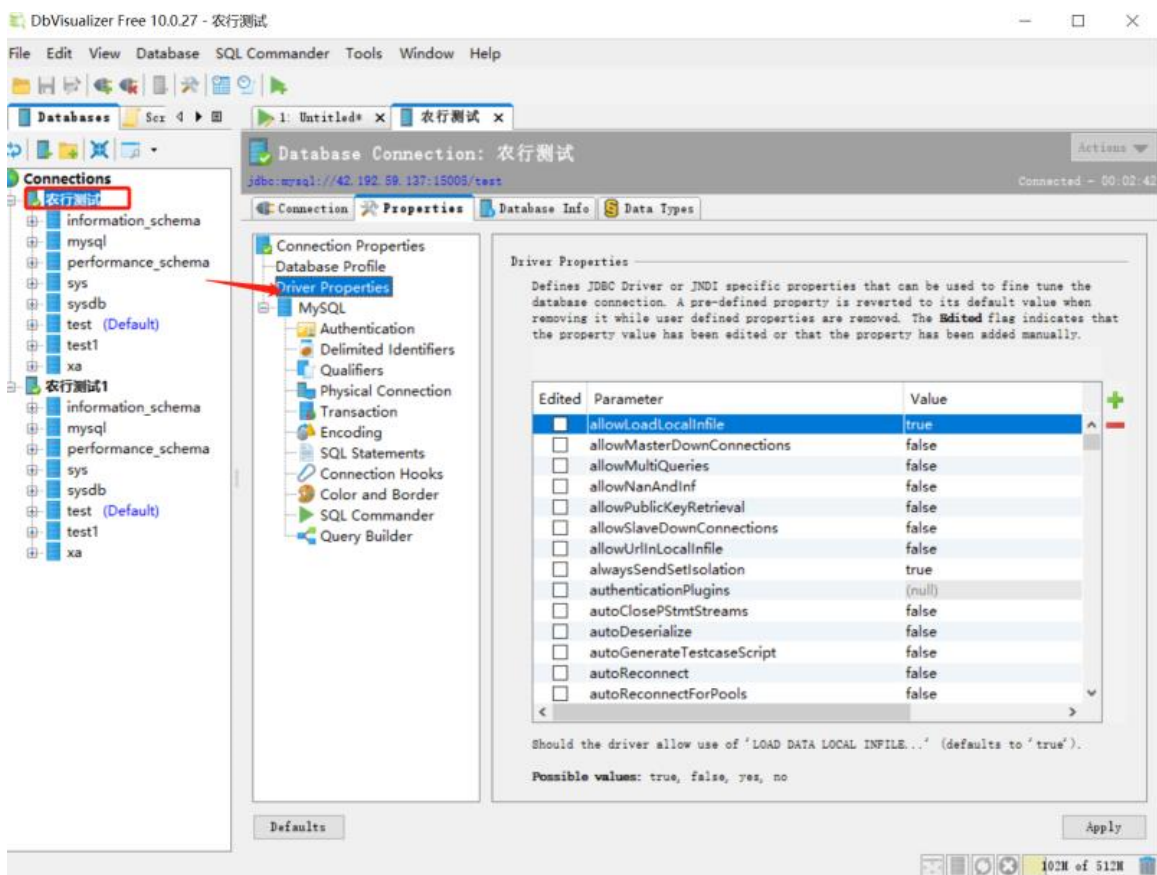 DbVisualizer Free 10.0.27 - 农行测试
File Edit View Database SQL Commander Tools Window Help
Databases Scr
1: Untitled* 农行测试
Database Connection: 农行测试
Actions
jdbc:mysql://42.192.59.137:15005/test
Connected - 00:02:42
Connection Properties Database Info Data Types
Connections
农行测试
information_schema
mysql
performance_schema
sys
sysdb
test (Default)
test1
xa
农行测试1
information_schema
mysql
performance_schema
sys
sysdb
test (Default)
test1
xa
Connection Properties
Database Profile
Driver Properties
MySQL
Authentication
Delimited Identifiers
Qualifiers
Physical Connection
Transaction
Encoding
SQL Statements
Connection Hooks
Color and Border
SQL Commander
Query Builder
Driver Properties
Defines JDBC Driver or JNDI specific properties that can be used to fine tune the
database connection. A pre-defined property is reverted to its default value when
removing it while user defined properties are removed. The Edited flag indicates that
the property value has been edited or that the property has been added manually.
Edited Parameter Value
allowLoadLocalInfile true
allowMasterDownConnections false
allowMultiQueries false
allowNanAndInf false
allowPublicKeyRetrieval false
allowSlaveDownConnections false
allowUrlInLocalInfile false
alwaysSendSetIsolation true
authenticationPlugins (null)
autoClosePStmtStreams false
autoDeserialize false
autoGenerateTestcaseScript false
autoReconnect false
autoReconnectForPools false
Should the driver allow use of 'LOAD DATA LOCAL INFILE...' (defaults to 'true').
Possible values: true, false, yes, no
Defaults Apply
102M of 512M